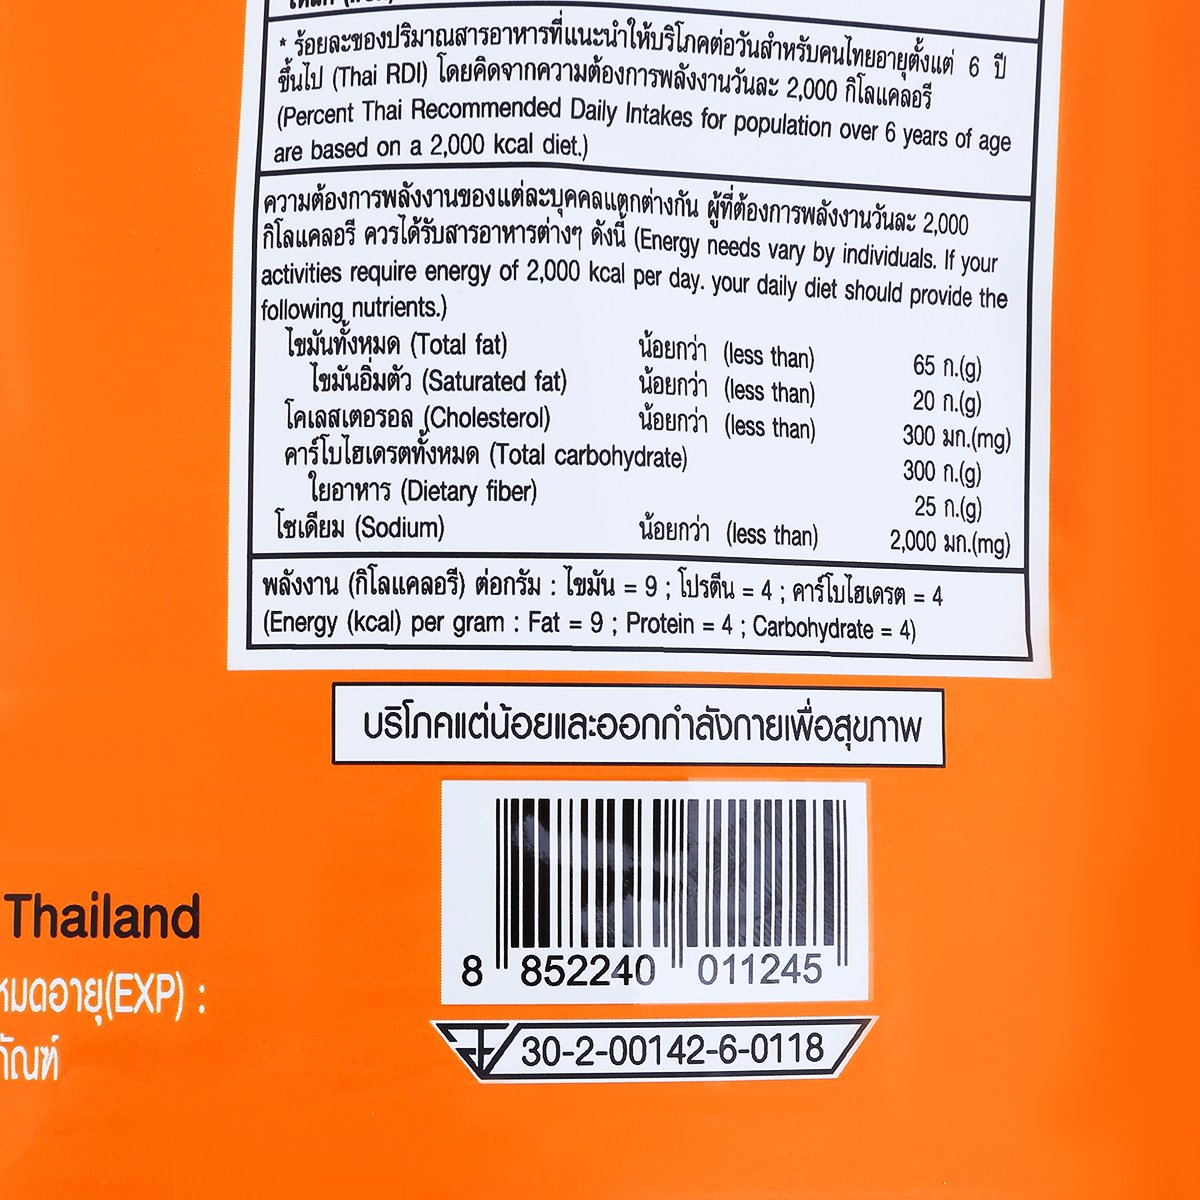 * ร้อยละของปริมาณสารอาหารที่แนะนำให้บริโภคต่อวันสำหรับคนไทยอายุตั้งแต่ 6 ปี
ขึ้นไป (Thai RDI) โดยคิดจากความต้องการพลังงานวันละ 2,000 กิโลแคลอรี
(Percent Thai Recommended Daily Intakes for population over 6 years of age
are based on a 2,000 kcal diet.)
ความต้องการพลังงานของแต่ละบุคคลแตกต่างกัน ผู้ที่ต้องการพลังงานวันละ 2,000
กิโลแคลอรี ควรได้รับสารอาหารต่างๆ ดังนี้ (Energy needs vary by individuals. If your
activities require energy of 2,000 kcal per day. your daily diet should provide the
following nutrients.)
ไขมันทั้งหมด (Total fat) น้อยกว่า (less than) 65 ก.(g)
ไขมันอิ่มตัว (Saturated fat) น้อยกว่า (less than) 20 ก.(g)
โคเลสเตอรอล (Cholesterol) น้อยกว่า (less than) 300 มก.(mg)
คาร์โบไฮเดรตทั้งหมด (Total carbohydrate) 300 ก.(g)
ใยอาหาร (Dietary fiber) 25 ก.(g)
โซเดียม (Sodium) น้อยกว่า (less than) 2,000 มก.(mg)
พลังงาน (กิโลแคลอรี) ต่อกรัม : ไขมัน = 9 ; โปรตีน = 4 ; คาร์โบไฮเดรต = 4
(Energy (kcal) per gram : Fat = 9 ; Protein = 4 ; Carbohydrate = 4)
บริโภคแต่น้อยและออกกำลังกายเพื่อสุขภาพ
8 852240 011245
30-2-00142-6-0118
Thailand
หมดอายุ(EXP) :